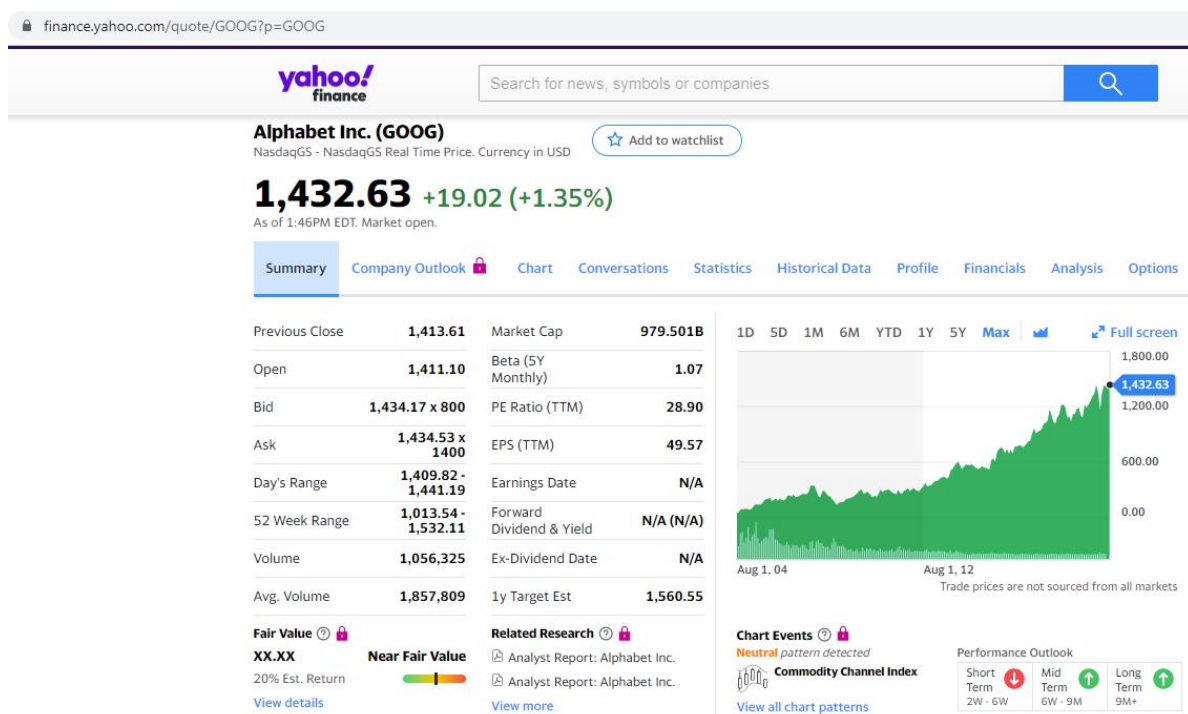 finance.yahoo.com/quote/GOOG?p=GOOG
yahoo!
finance
Search for news, symbols or companies
Alphabet Inc. (GOOG)
NasdaqGS - NasdaqGS Real Time Price. Currency in USD
Add to watchlist
1,432.63 +19.02 (+1.35%)
As of 1:46PM EDT. Market open.
Summary Company Outlook Chart Conversations Statistics Historical Data Profile Financials Analysis Options
Previous Close 1,413.61
Open 1,411.10
Bid 1,434.17 x 800
Ask 1,434.53 x
1400
Day's Range 1,409.82 -
1,441.19
52 Week Range 1,013.54 -
1,532.11
Volume 1,056,325
Avg. Volume 1,857,809
Market Cap 979.501B
Beta (5Y
Monthly) 1.07
PE Ratio (TTM) 28.90
EPS (TTM) 49.57
Earnings Date N/A
Forward
Dividend & Yield N/A (N/A)
Ex-Dividend Date N/A
1y Target Est 1,560.55
1D 5D 1M 6M YTD 1Y 5Y Max Full screen
1,800.00
1,432.63
1,200.00
600.00
0.00
Aug 1, 04 Aug 1, 12
Trade prices are not sourced from all markets
Fair Value
XX.XX Near Fair Value
20% Est. Return
View details
Related Research
Analyst Report: Alphabet Inc.
Analyst Report: Alphabet Inc.
View more
Chart Events
Neutral pattern detected
Commodity Channel Index
View all chart patterns
Performance Outlook
Short
Term
2W - 6W
Mid
Term
6W - 9M
Long
Term
9M+